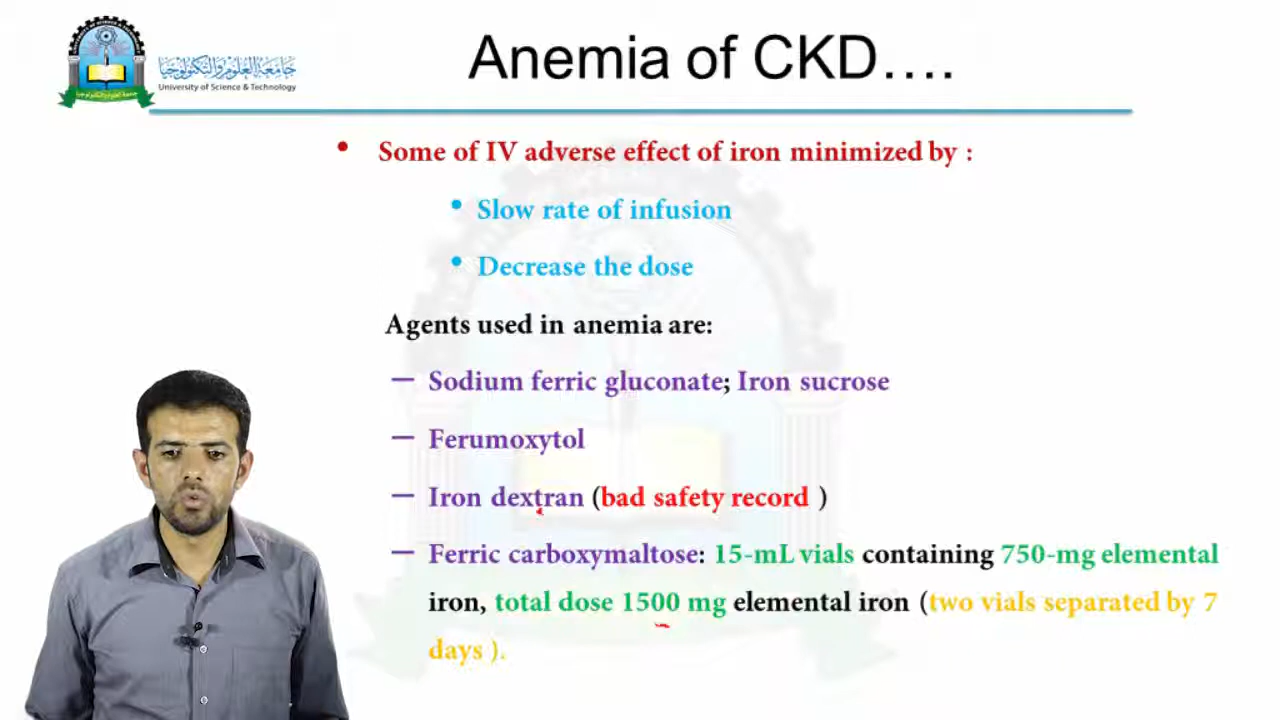 Anemia of CKD….
جامعة العلوم والتكنولوجيا
University of Science & Technology
• Some of IV adverse effect of iron minimized by :
• Slow rate of infusion
• Decrease the dose
Agents used in anemia are:
– Sodium ferric gluconate; Iron sucrose
– Ferumoxytol
– Iron dextran (bad safety record )
– Ferric carboxymaltose: 15-mL vials containing 750-mg elemental
iron, total dose 1500 mg elemental iron (two vials separated by 7
days ).